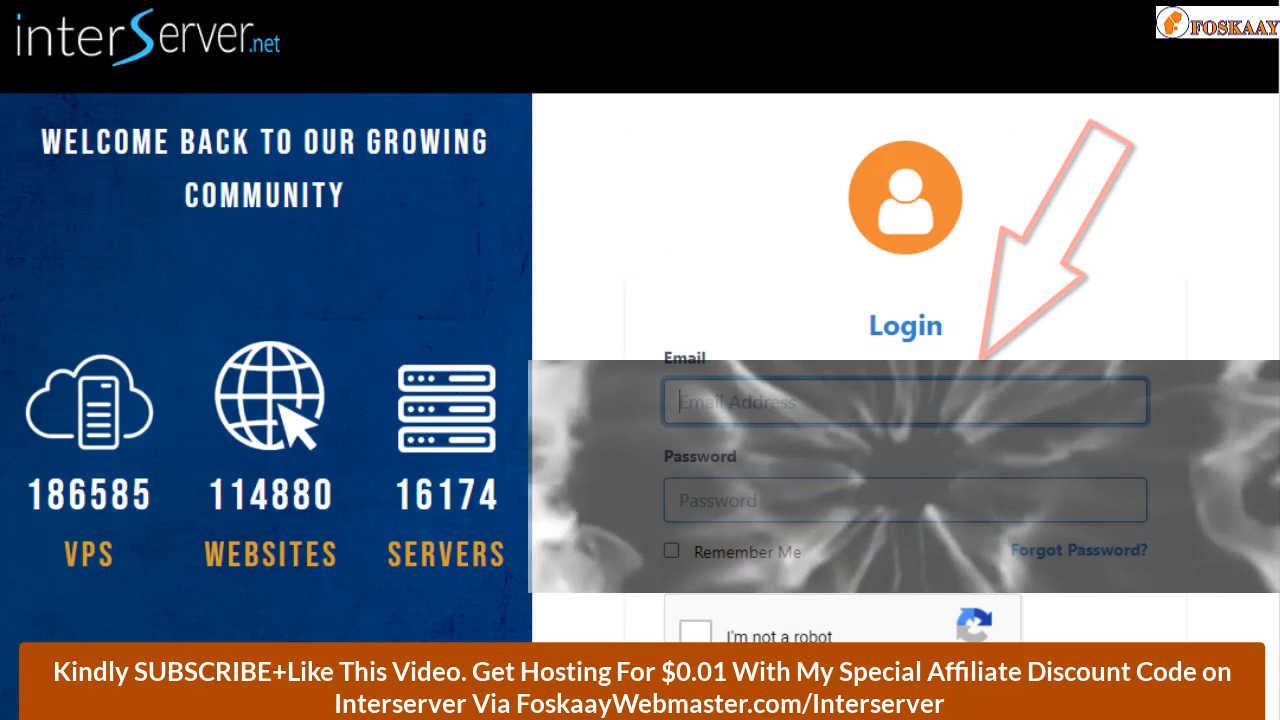 interServer.net
FOSKAAY
WELCOME BACK TO OUR GROWING
COMMUNITY
186585
114880
16174
VPS
WEBSITES
SERVERS
Login
Email
Email Address
Password
Password
Remember Me
Forgot Password?
I'm not a robot
Kindly SUBSCRIBE+Like This Video. Get Hosting For $0.01 With My Special Affiliate Discount Code on
Interserver Via FoskaayWebmaster.com/Interserver